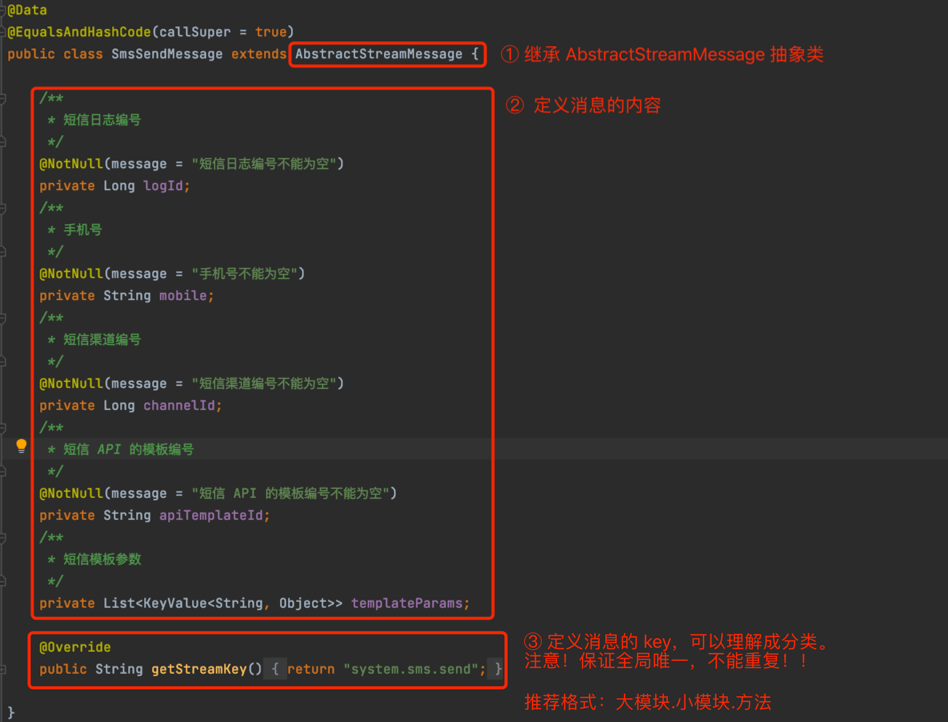 @Data
@EqualsAndHashCode(callSuper = true)
public class SmsSendMessage extends AbstractStreamMessage { ① 继承 AbstractStreamMessage 抽象类
/** ② 定义消息的内容
* 短信日志编号
*/
@NotNull(message = "短信日志编号不能为空")
private Long logId;
/**
* 手机号
*/
@NotNull(message = "手机号不能为空")
private String mobile;
/**
* 短信渠道编号
*/
@NotNull(message = "短信渠道编号不能为空")
private Long channelId;
/**
* 短信 API 的模板编号
*/
@NotNull(message = "短信 API 的模板编号不能为空")
private String apiTemplateId;
/**
* 短信模板参数
*/
private List<KeyValue<String, Object>> templateParams;
@Override
public String getStreamKey() { return "system.sms.send"; }
③ 定义消息的 key，可以理解成分类。
注意！保证全局唯一，不能重复！！
推荐格式：大模块.小模块.方法
}